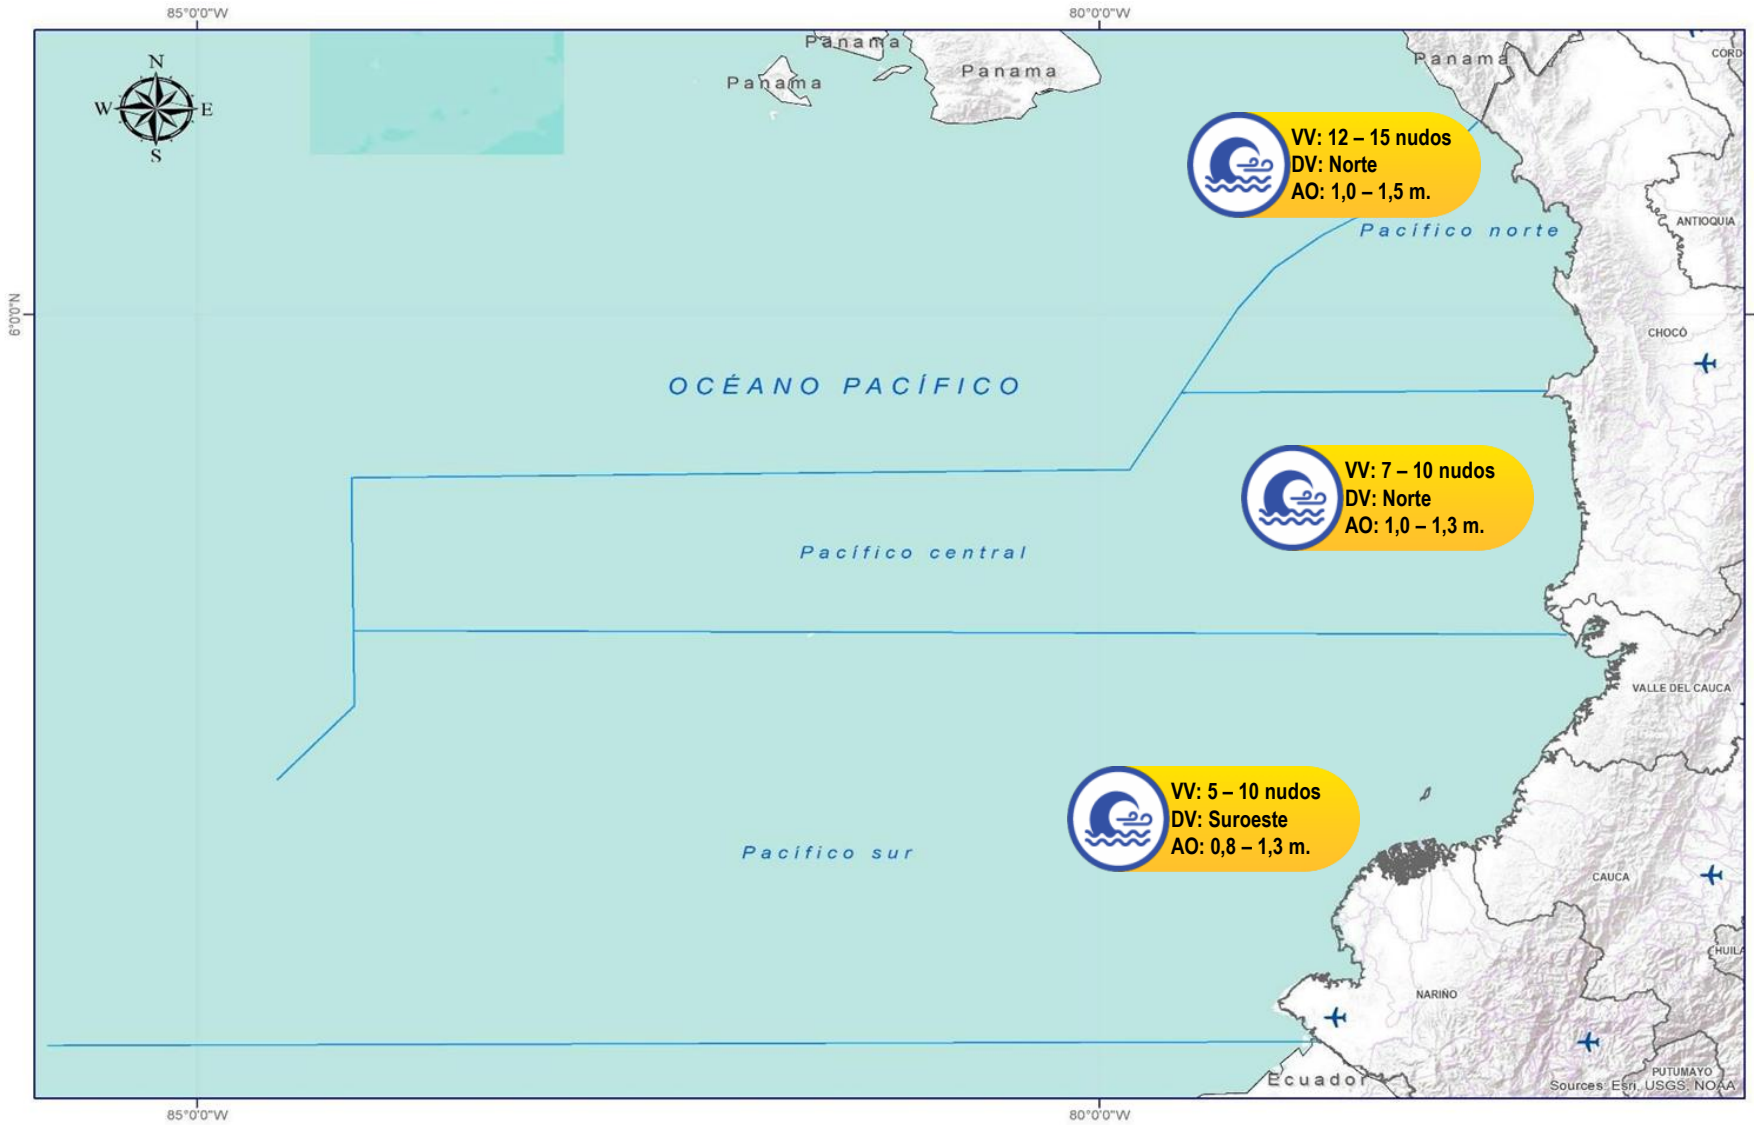 85°0'0"W
80°0'0"W
N
W
E
S
Panama
Panama
Panama
Panama
CÓRD
VV: 12 – 15 nudos
DV: Norte
AO: 1,0 – 1,5 m.
Pacífico norte
ANTIOQUIA
6°0'0"N
CHOCÓ
OCÉANO PACÍFICO
VV: 7 – 10 nudos
DV: Norte
AO: 1,0 – 1,3 m.
Pacífico central
VALLE DEL CAUCA
VV: 5 – 10 nudos
DV: Suroeste
AO: 0,8 – 1,3 m.
Pacífico sur
CAUCA
HUILA
NARIÑO
Ecuador
PUTUMAYO
Sources: Esri, USGS, NOAA
85°0'0"W
80°0'0"W